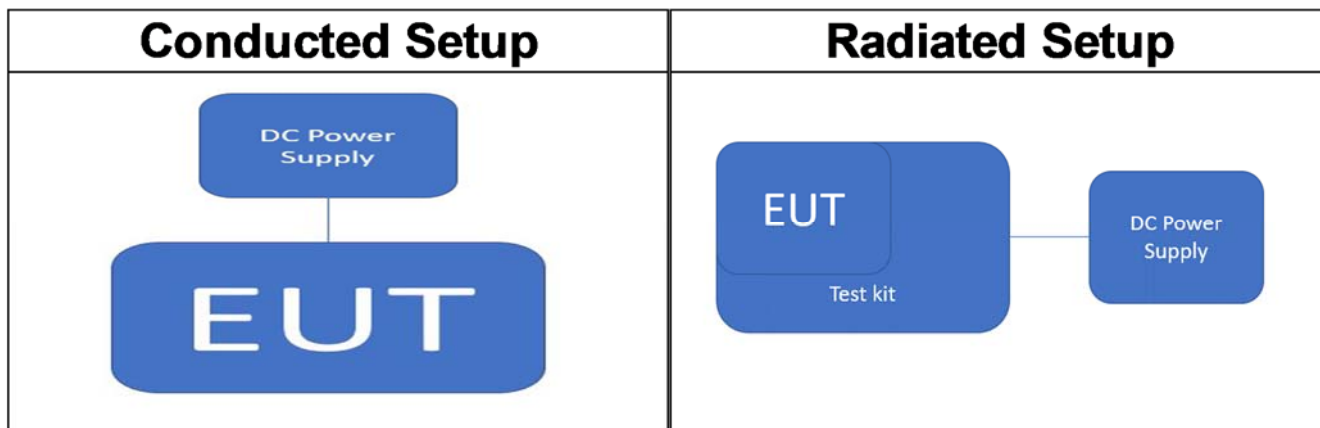 Conducted Setup
Radiated Setup
DC Power
Supply
EUT
EUT
Test kit
DC Power
Supply